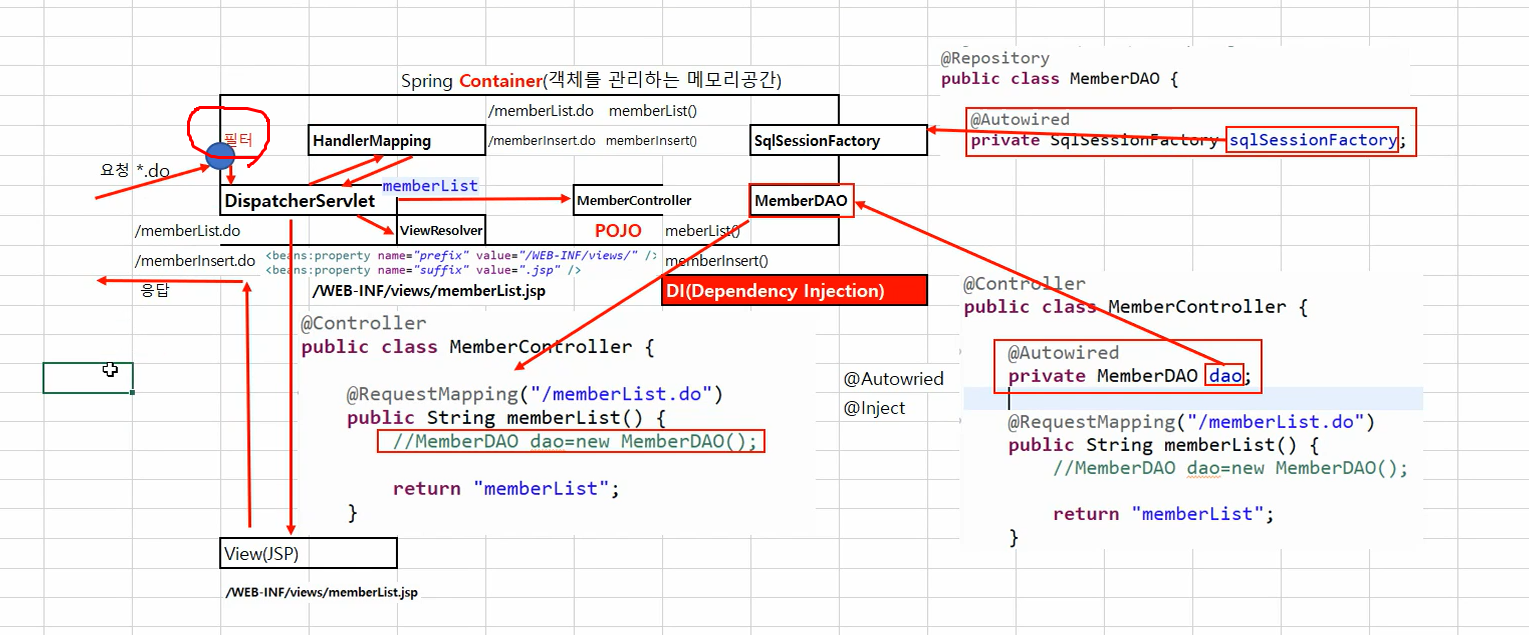 Spring Container(객체를 관리하는 메모리공간)
/memberList.do memberList()
필터
HandlerMapping
/memberInsert.do memberInsert()
SqlSessionFactory
요청 *.do
DispatcherServlet
memberList
MemberController
MemberDAO
/memberList.do
ViewResolver
POJO
meberList()
/memberInsert.do
<beans:property name="prefix" value="/WEB-INF/views/" />
<beans:property name="suffix" value=".jsp" />
memberInsert()
응답
/WEB-INF/views/memberList.jsp
DI(Dependency Injection)
@Controller
public class MemberController {
@RequestMapping("/memberList.do")
public String memberList() {
//MemberDAO dao=new MemberDAO();
return "memberList";
}
View(JSP)
/WEB-INF/views/memberList.jsp
@Autowried
@Inject
@Repository
public class MemberDAO {
@Autowired
private SqlSessionFactory sqlSessionFactory;
@Controller
public class MemberController {
@Autowired
private MemberDAO dao;
@RequestMapping("/memberList.do")
public String memberList() {
//MemberDAO dao=new MemberDAO();
return "memberList";
}